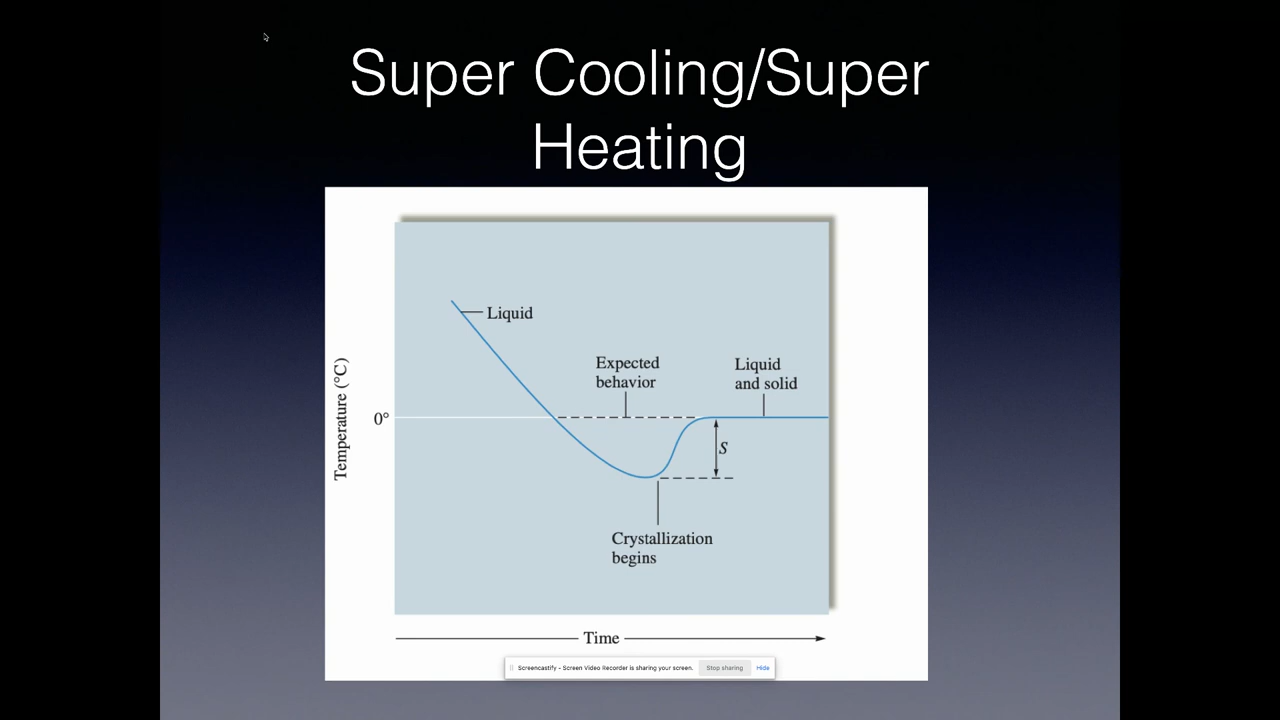 Super Cooling/Super
Heating
Liquid
Expected
behavior
Liquid
and solid
Temperature (°C)
0°
S
Crystallization
begins
Time
Screencastify - Screen Video Recorder is sharing your screen. Stop sharing Hide